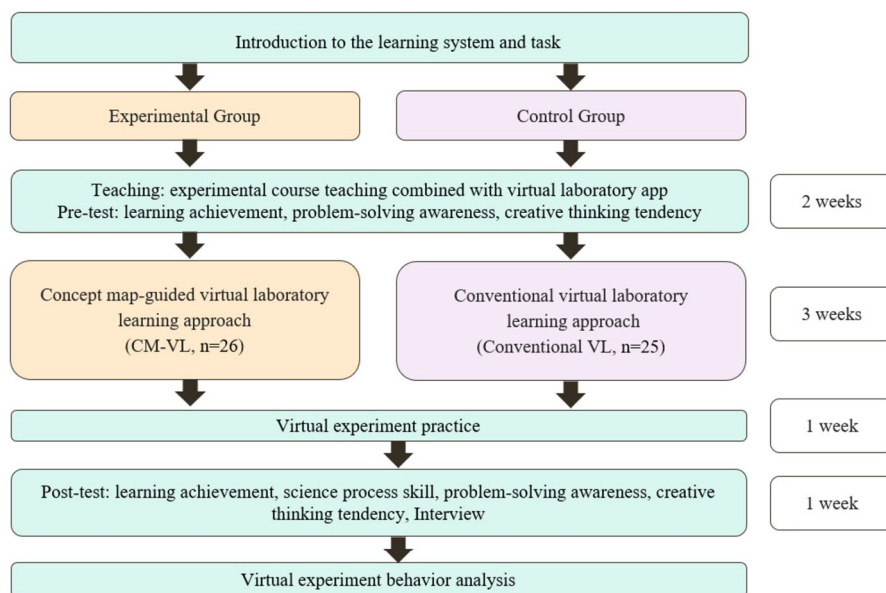 Introduction to the learning system and task
Experimental Group
Control Group
Teaching: experimental course teaching combined with virtual laboratory app
Pre-test: learning achievement, problem-solving awareness, creative thinking tendency
2 weeks
Concept map-guided virtual laboratory
learning approach
(CM-VL, n=26)
Conventional virtual laboratory
learning approach
(Conventional VL, n=25)
3 weeks
Virtual experiment practice
1 week
Post-test: learning achievement, science process skill, problem-solving awareness, creative
thinking tendency, Interview
1 week
Virtual experiment behavior analysis